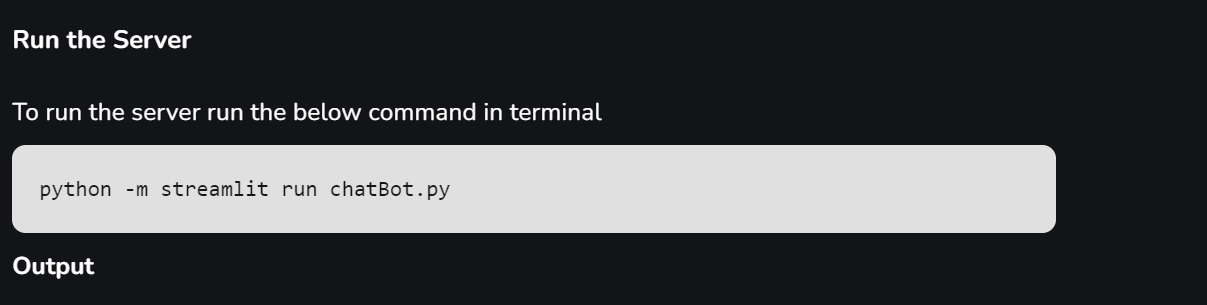 Run the Server
To run the server run the below command in terminal
python -m streamlit run chatBot.py
Output